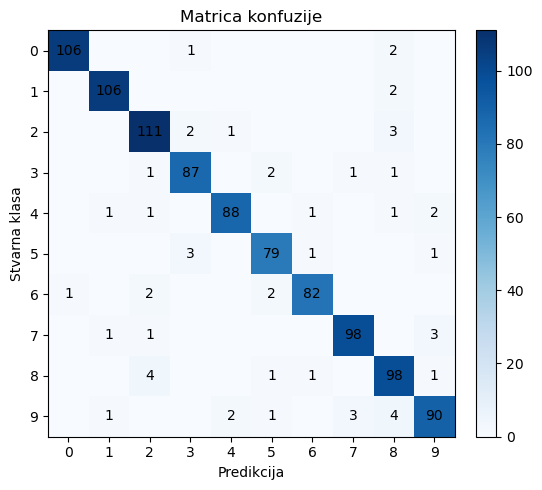 Matrica konfuzije
0 106 1 2
1 106 2
2 111 2 1 3
3 1 87 2 1 1
4 1 1 88 1 1 2
5 3 79 1 1
6 1 2 2 82
7 1 1 98 3
8 4 1 1 98 1
9 1 2 1 3 4 90
0 1 2 3 4 5 6 7 8 9
Predikcija
Stvarna klasa
100
80
60
40
20
0